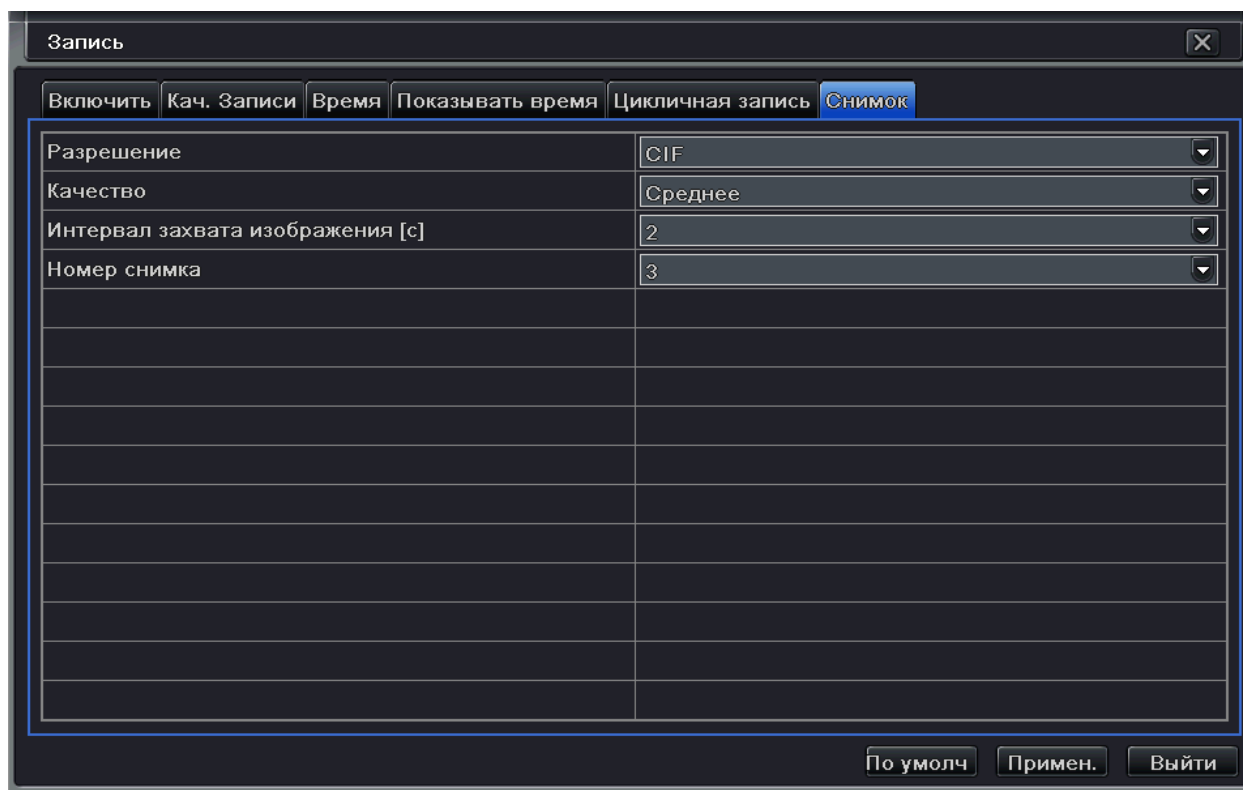 Запись
Включить Кач. Записи Время Показывать время Цикличная запись Снимок
Разрешение CIF
Качество Среднее
Интервал захвата изображения [с] 2
Номер снимка 3
По умолч Примен. Выйти